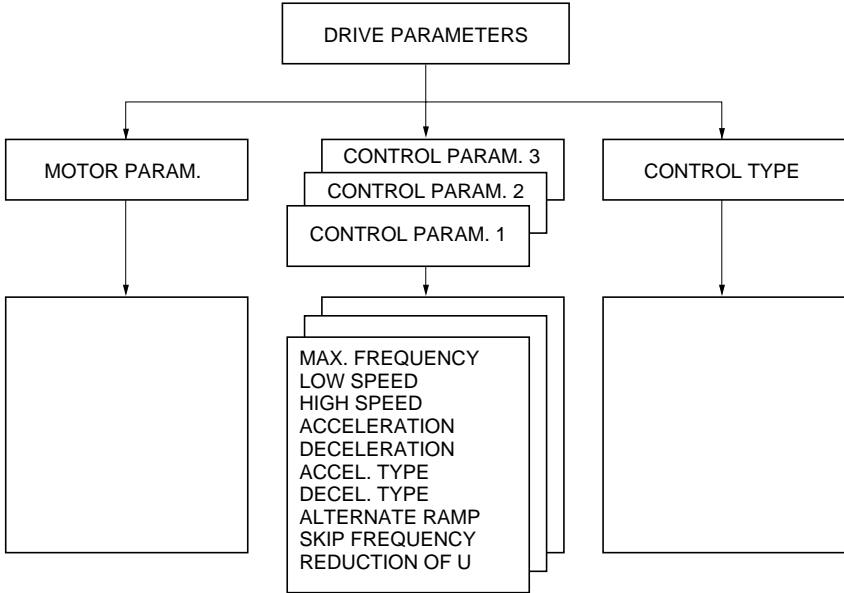 DRIVE PARAMETERS
MOTOR PARAM.
CONTROL PARAM. 3
CONTROL PARAM. 2
CONTROL PARAM. 1
CONTROL TYPE
MAX. FREQUENCY
LOW SPEED
HIGH SPEED
ACCELERATION
DECELERATION
ACCEL. TYPE
DECEL. TYPE
ALTERNATE RAMP
SKIP FREQUENCY
REDUCTION OF U